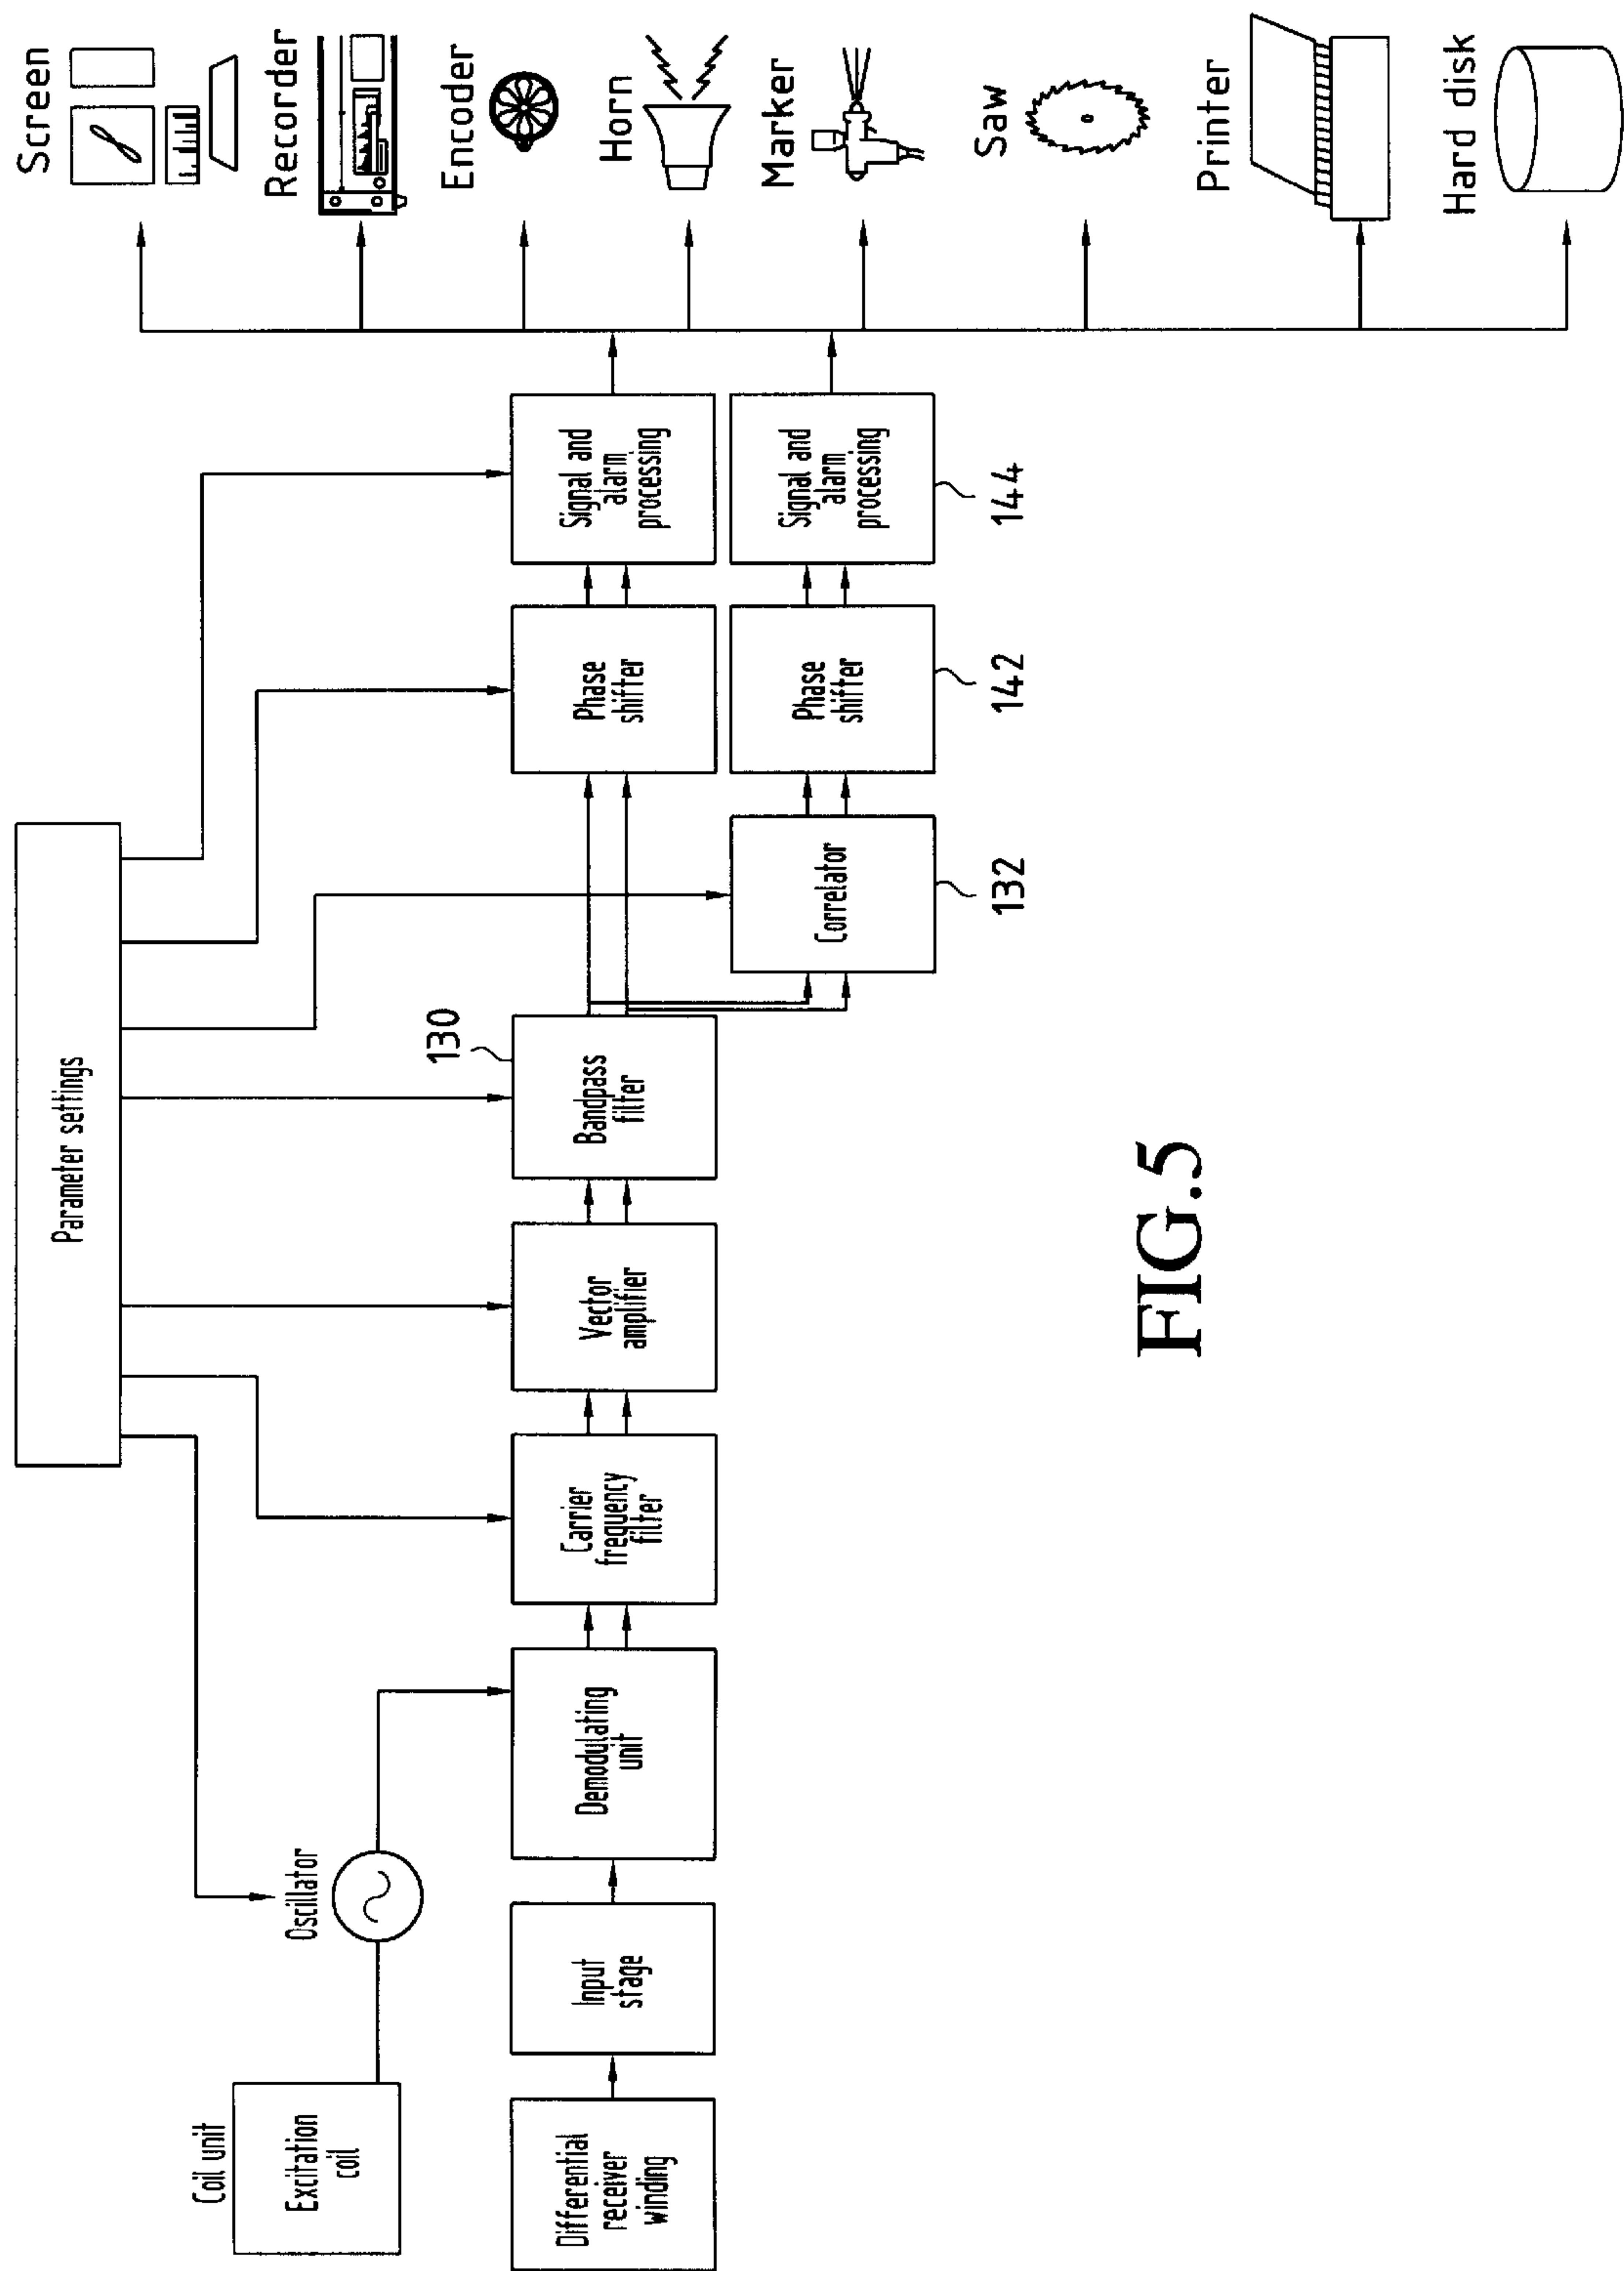 Parameter settings
Coil unit
Excitation
coil
Oscillator
Differential
receiver
winding
Input
stage
Demodulating
unit
Carrier
frequency
filter
Vector
amplifier
130
Bandpass
filter
Phase
shifter
Signal and
alarm
processing
Correlator
132
Phase
shifter
142
Signal and
alarm
processing
144
Screen
Recorder
Encoder
Horn
Marker
Saw
Printer
Hard disk
FIG.5